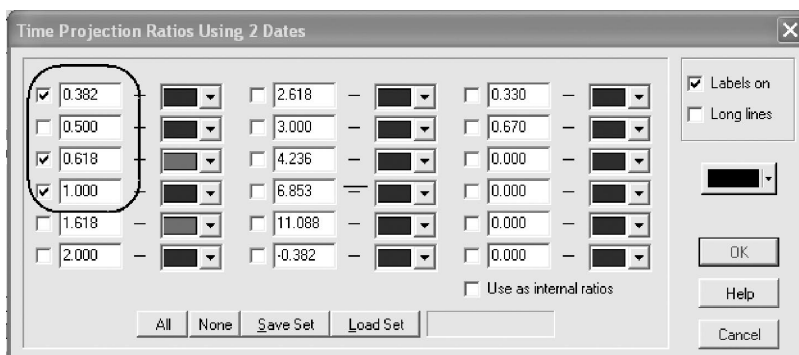 Time Projection Ratios Using 2 Dates
0.382 2.618 0.330 Labels on
0.500 3.000 0.670 Long lines
0.618 4.236 0.000
1.000 6.853 0.000
1.618 11.088 0.000
2.000 -0.382 0.000 OK
Use as internal ratios Help
All None Save Set Load Set Cancel